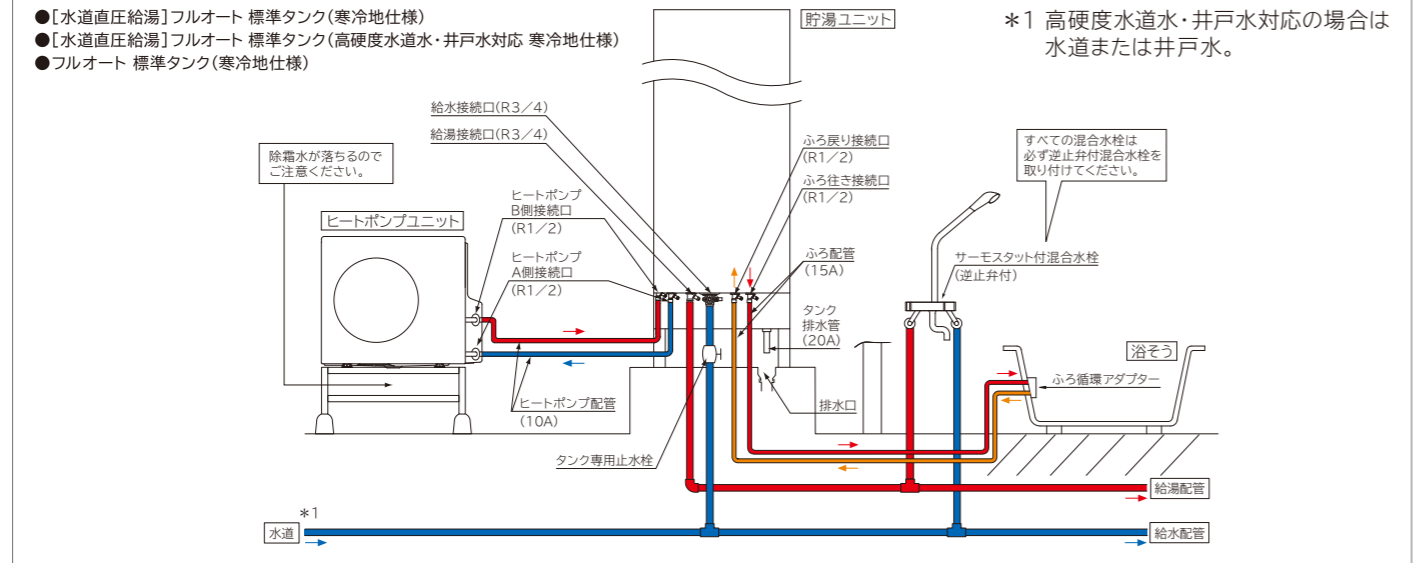 ●[水道直圧給湯]フルオート 標準タンク(寒冷地仕様)
●[水道直圧給湯]フルオート 標準タンク(高硬度水道水・井戸水対応 寒冷地仕様)
●フルオート 標準タンク(寒冷地仕様)
貯湯ユニット
*1 高硬度水道水・井戸水対応の場合は
水道または井戸水。
給水接続口(R3/4)
給湯接続口(R3/4)
除霜水が落ちるので
ご注意ください。
ヒートポンプユニット
ヒートポンプ
B側接続口
(R1/2)
ヒートポンプ
A側接続口
(R1/2)
ふろ戻り接続口
(R1/2)
ふろ往き接続口
(R1/2)
ふろ配管
(15A)
タンク
排水管
(20A)
排水口
すべての混合水栓は
必ず逆止弁付混合水栓を
取り付けてください。
サーモスタット付混合水栓
(逆止弁付)
浴そう
ふろ循環アダプター
ヒートポンプ配管
(10A)
タンク専用止水栓
給湯配管
*1
水道
給水配管